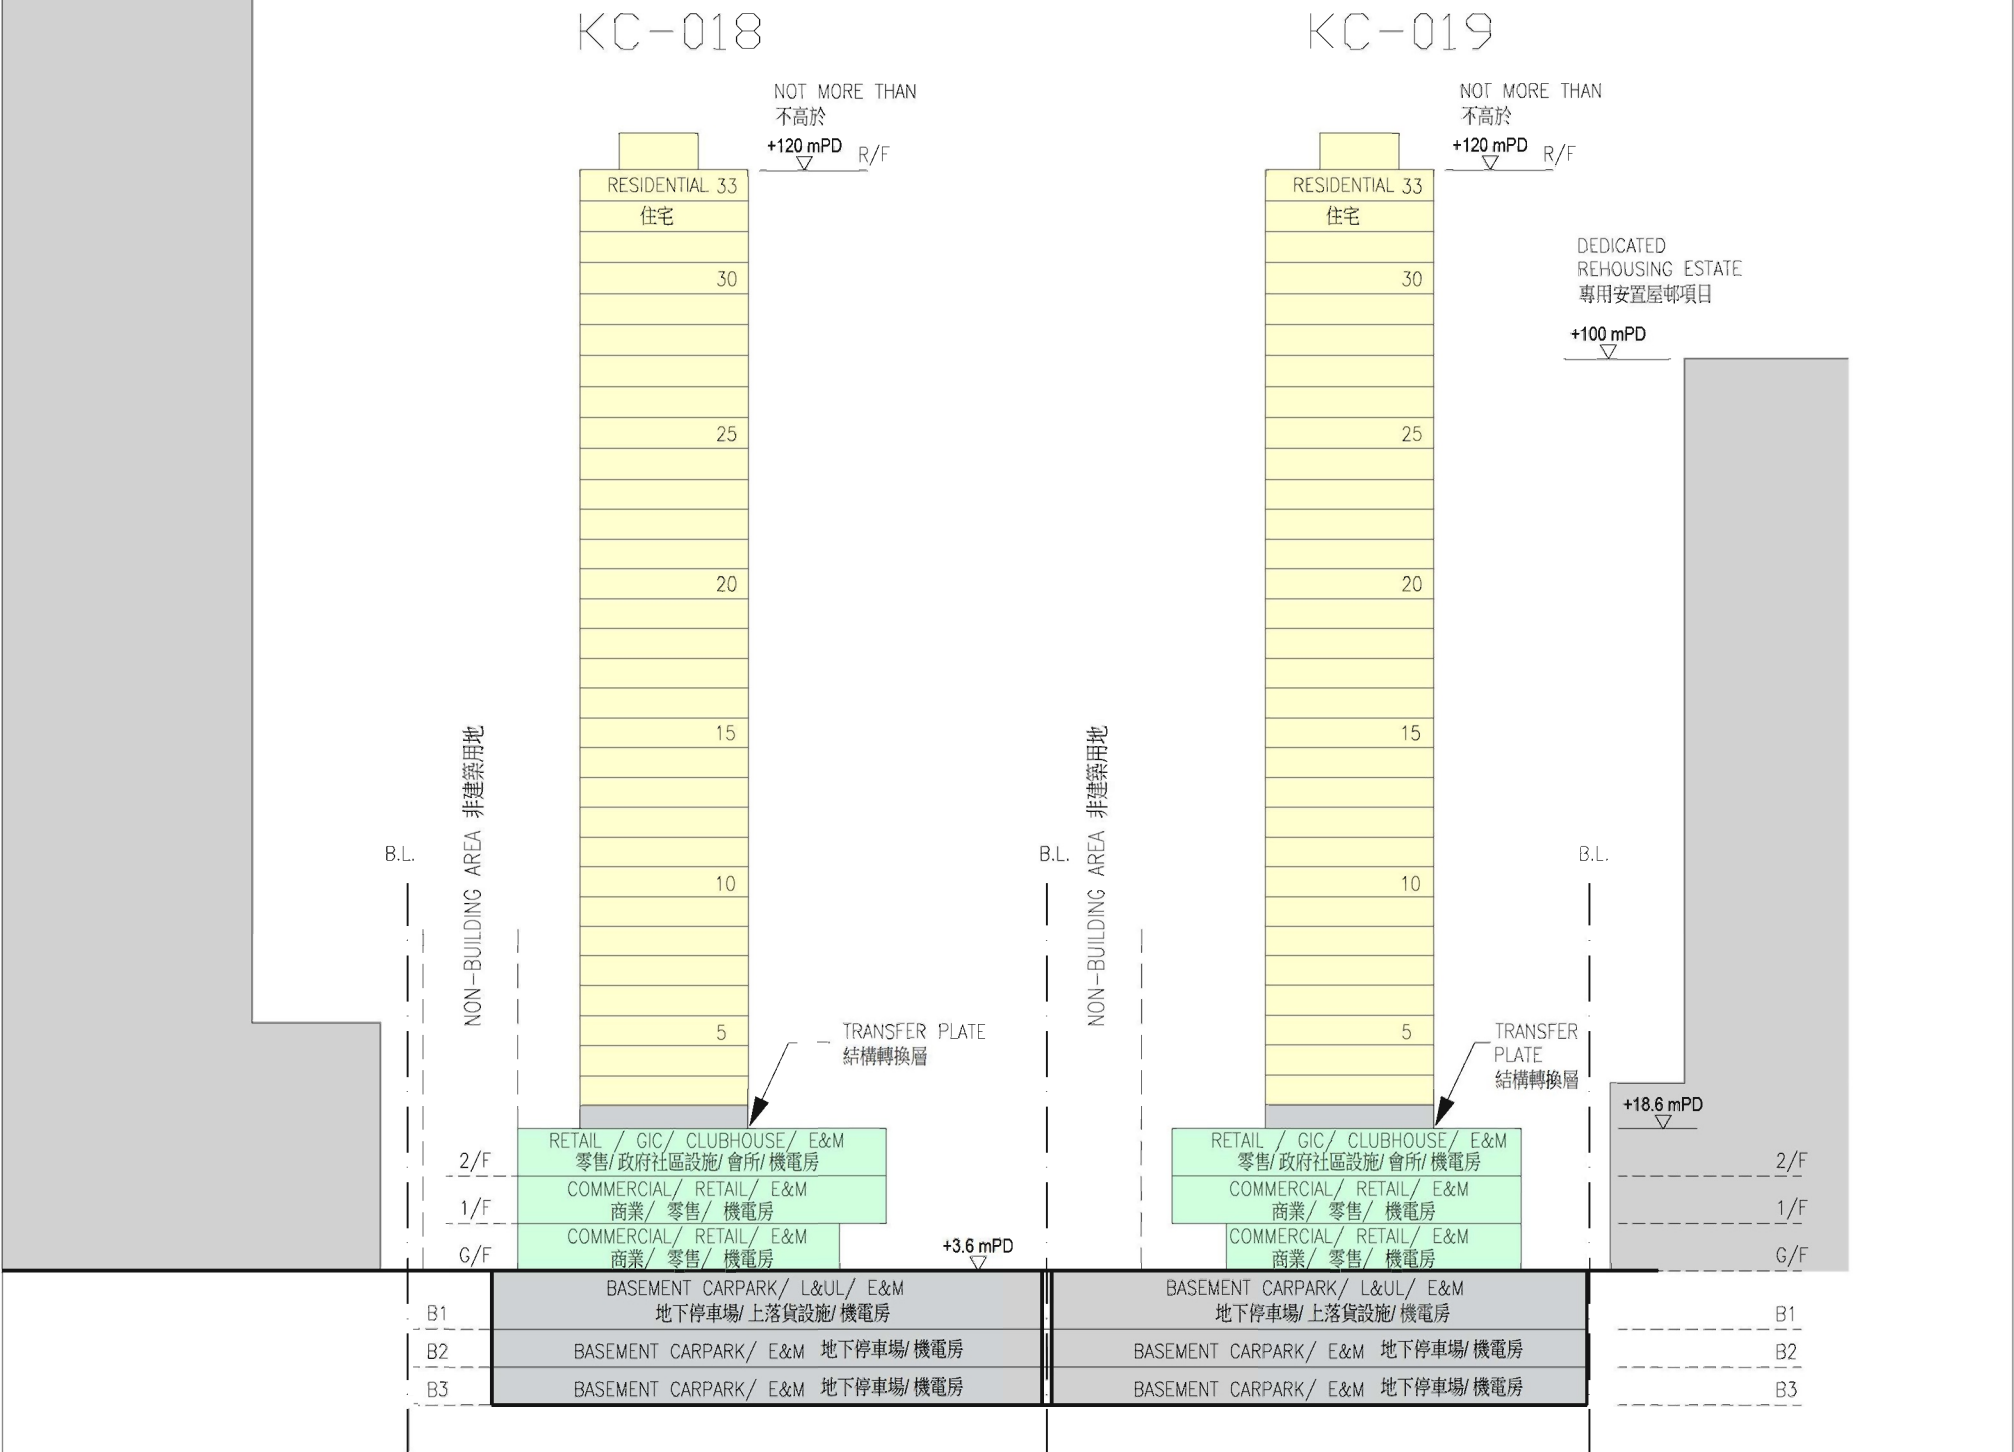 KC-018
KC-019
NOT MORE THAN
不高於
+120 mPD
R/F
NOT MORE THAN
不高於
+120 mPD
R/F
RESIDENTIAL 33
住宅
30
25
20
15
10
5
RESIDENTIAL 33
住宅
30
25
20
15
10
5
DEDICATED
REHOUSING ESTATE
專用安置屋邨項目
+100 mPD
B.L.
NON-BUILDING AREA 非建築用地
B.L.
NON-BUILDING AREA 非建築用地
B.L.
TRANSFER PLATE
結構轉換層
TRANSFER
PLATE
結構轉換層
+18.6 mPD
2/F
RETAIL / GIC/ CLUBHOUSE/ E&M
零售/ 政府社區設施/ 會所/ 機電房
RETAIL / GIC/ CLUBHOUSE/ E&M
零售/ 政府社區設施/ 會所/ 機電房
2/F
1/F
COMMERCIAL/ RETAIL/ E&M
商業/ 零售/ 機電房
COMMERCIAL/ RETAIL/ E&M
商業/ 零售/ 機電房
1/F
G/F
COMMERCIAL/ RETAIL/ E&M
商業/ 零售/ 機電房
+3.6 mPD
COMMERCIAL/ RETAIL/ E&M
商業/ 零售/ 機電房
G/F
B1
BASEMENT CARPARK/ L&UL/ E&M
地下停車場/ 上落貨設施/ 機電房
BASEMENT CARPARK/ L&UL/ E&M
地下停車場/ 上落貨設施/ 機電房
B1
B2
BASEMENT CARPARK/ E&M 地下停車場/ 機電房
BASEMENT CARPARK/ E&M 地下停車場/ 機電房
B2
B3
BASEMENT CARPARK/ E&M 地下停車場/ 機電房
BASEMENT CARPARK/ E&M 地下停車場/ 機電房
B3